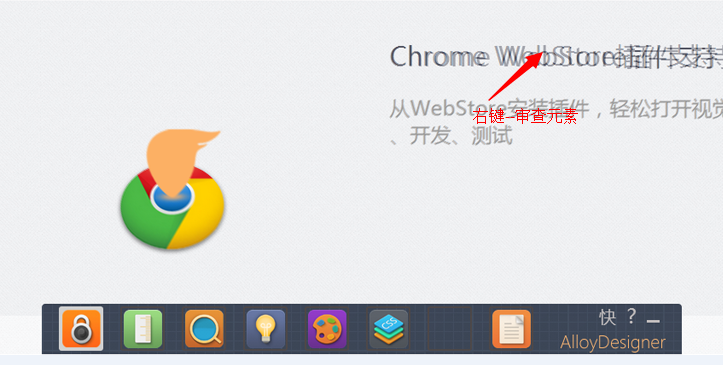 Chrome WebStore插件支持
从WebStore安装插件，轻松打开视觉
、开发、测试
右键-审查元素
CSS
快 ? -
AlloyDesigner